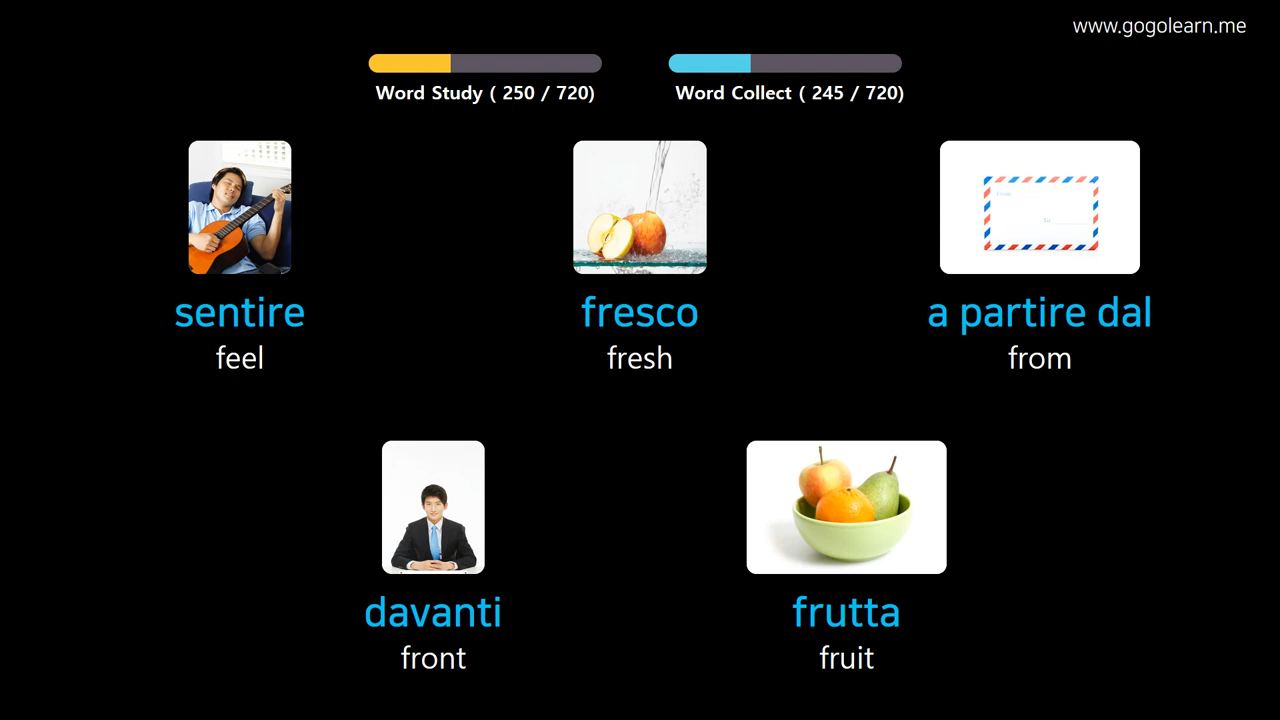 www.gogolearn.me
Word Study ( 250 / 720)
Word Collect ( 245 / 720)
sentire
feel
fresco
fresh
a partire dal
from
davanti
front
frutta
fruit